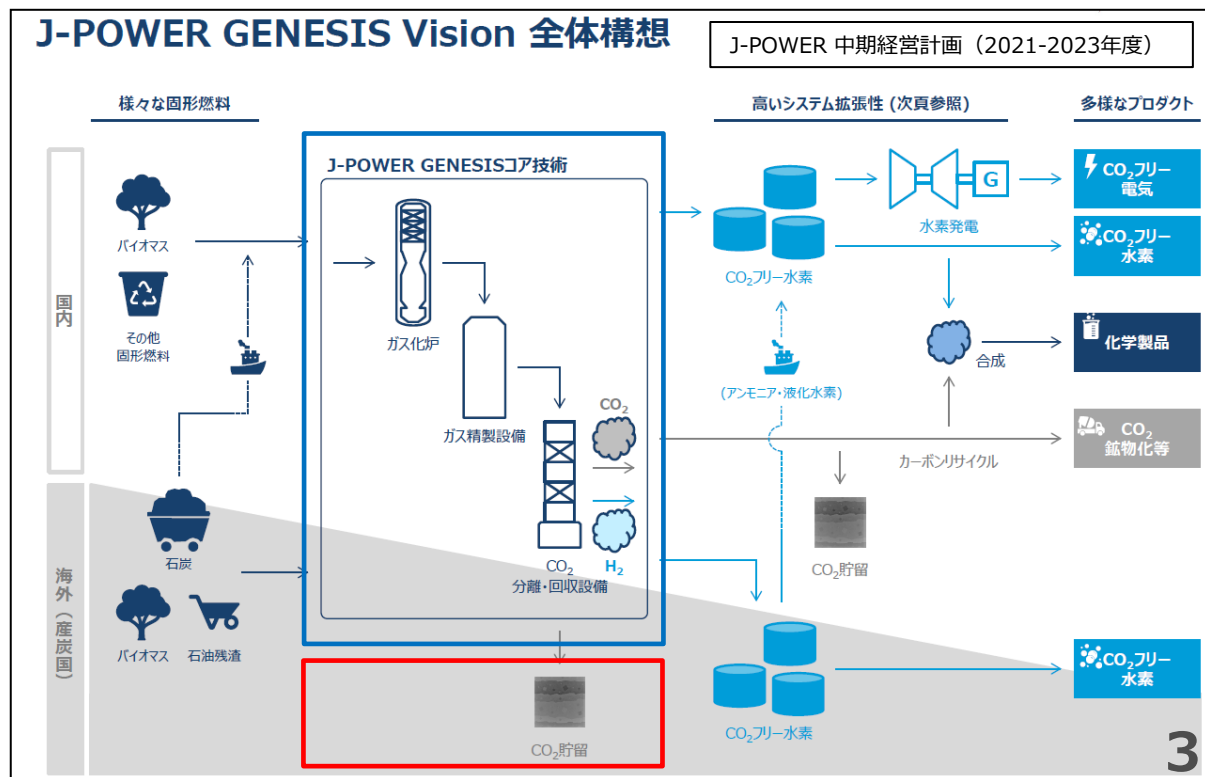 J-POWER GENESIS Vision 全体構想
J-POWER 中期経営計画（2021-2023年度）
様々な固形燃料
高いシステム拡張性 (次頁参照)
多様なプロダクト
国内
バイオマス
その他
固形燃料
J-POWER GENESISコア技術
ガス化炉
ガス精製設備
CO2
H2
CO2
分離・回収設備
CO2フリー水素
G
水素発電
(アンモニア・液化水素)
合成
カーボンリサイクル
CO2貯留
CO2フリー
電気
CO2フリー
水素
化学製品
CO2
鉱物化等
海外（産炭国）
石炭
バイオマス
石油残渣
CO2貯留
CO2フリー水素
CO2フリー
水素
3